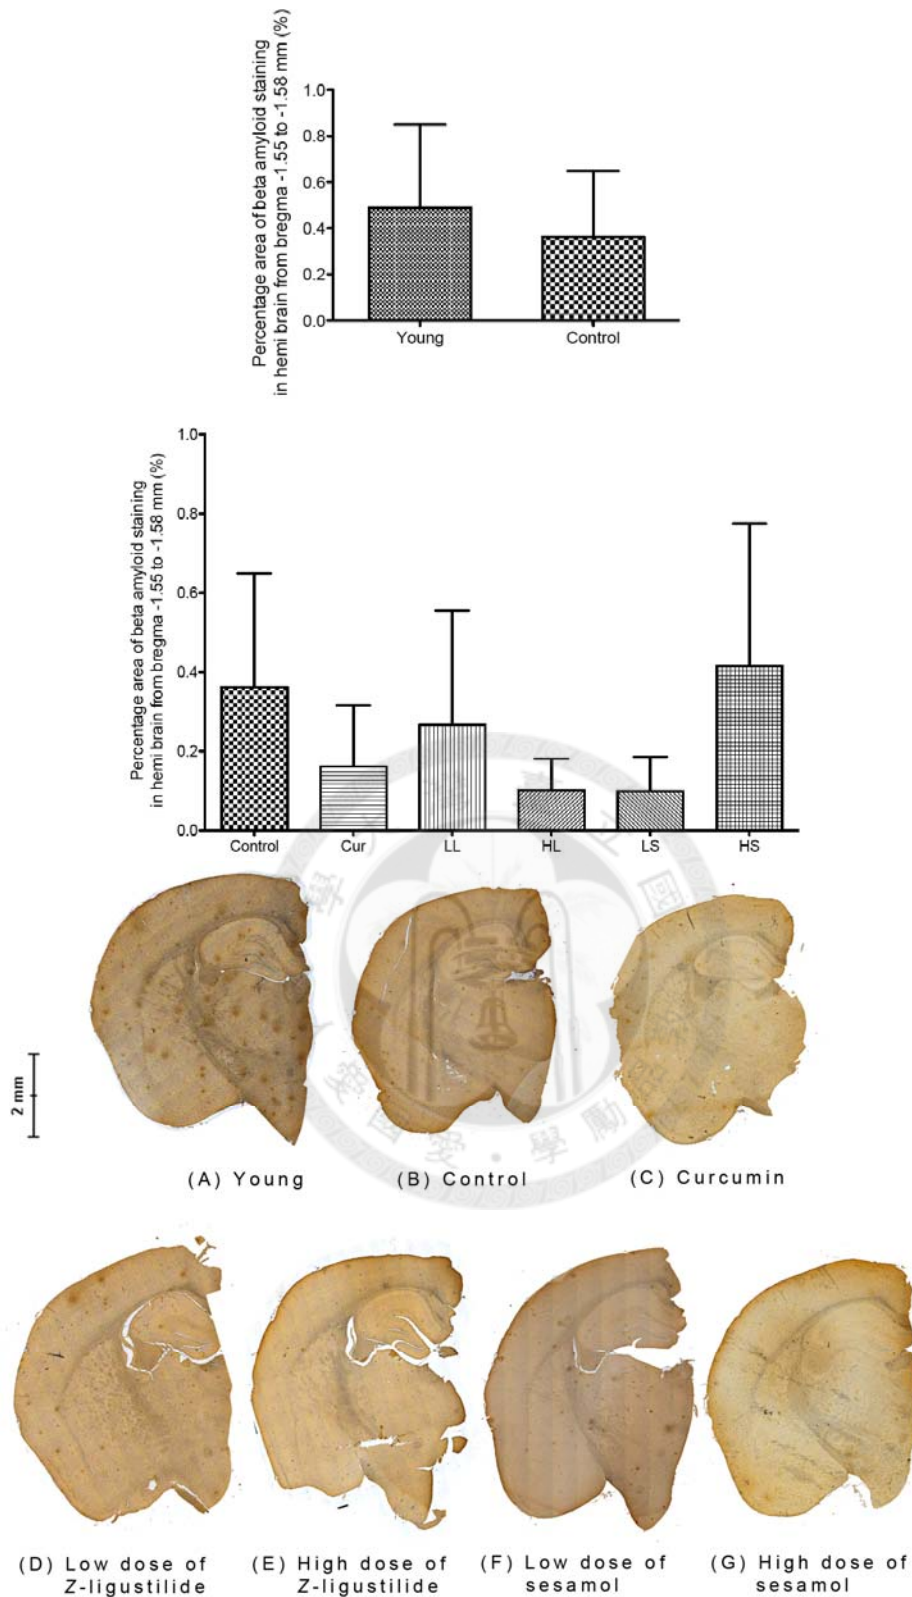 Percentage area of beta amyloid staining
in hemi brain from bregma -1.55 to -1.58 mm (%)
1.0
0.8
0.6
0.4
0.2
0.0
Young
Control
Percentage area of beta amyloid staining
in hemi brain from bregma -1.55 to -1.58 mm (%)
1.0
0.8
0.6
0.4
0.2
0.0
Control
Cur
LL
HL
LS
HS
2 mm
(A) Young
(B) Control
(C) Curcumin
(D) Low dose of
Z-ligustilide
(E) High dose of
Z-ligustilide
(F) Low dose of
sesamol
(G) High dose of
sesamol